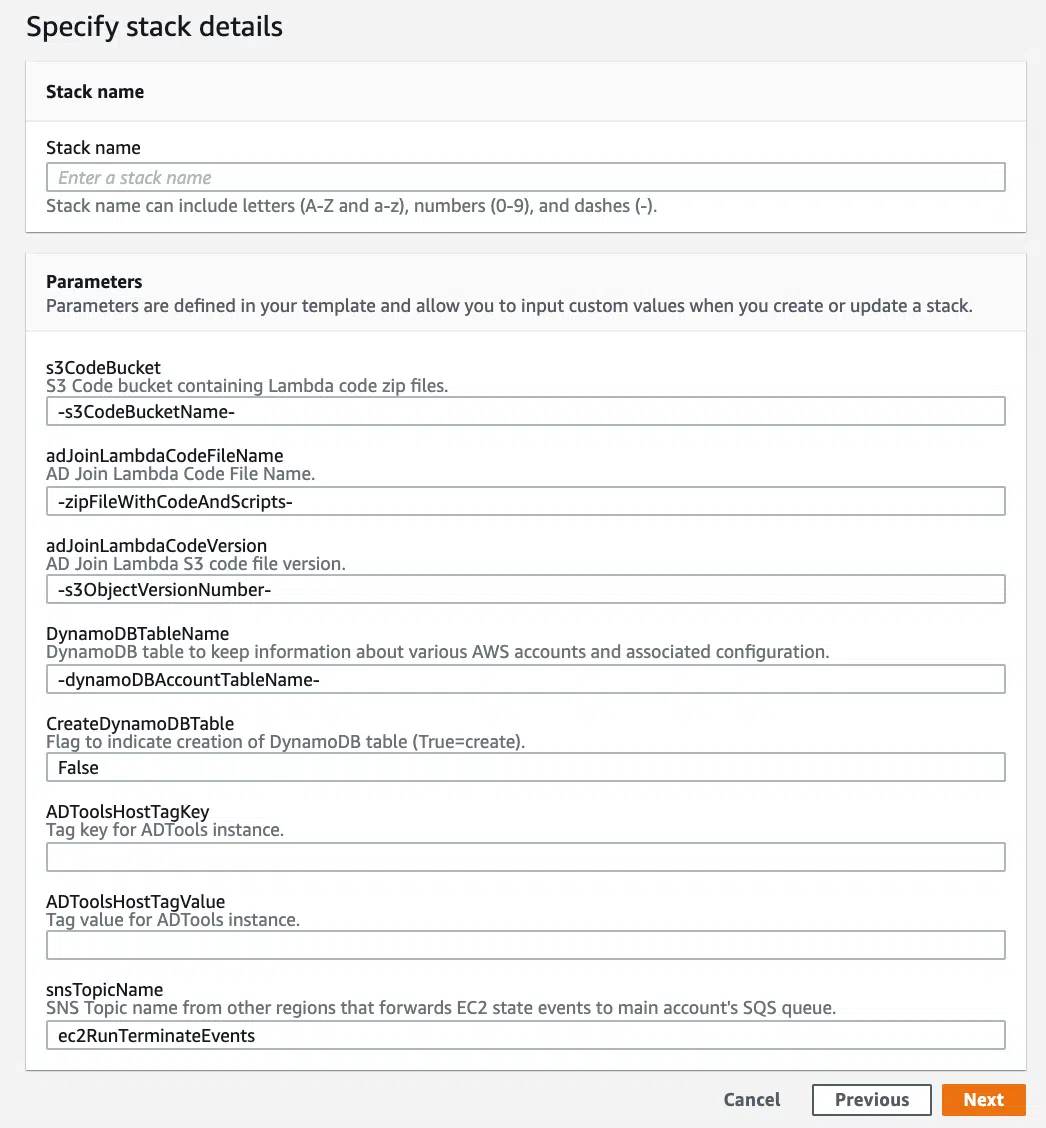 Specify stack details
Stack name
Stack name
Enter a stack name
Stack name can include letters (A-Z and a-z), numbers (0-9), and dashes (-).
Parameters
Parameters are defined in your template and allow you to input custom values when you create or update a stack.
s3CodeBucket
S3 Code bucket containing Lambda code zip files.
-s3CodeBucketName-
adJoinLambdaCodeFileName
AD Join Lambda Code File Name.
-zipFileWithCodeAndScripts-
adJoinLambdaCodeVersion
AD Join Lambda S3 code file version.
-s3ObjectVersionNumber-
DynamoDBTableName
DynamoDB table to keep information about various AWS accounts and associated configuration.
-dynamoDBAccountTableName-
CreateDynamoDBTable
Flag to indicate creation of DynamoDB table (True=create).
False
ADToolsHostTagKey
Tag key for ADTools instance.
ADToolsHostTagValue
Tag value for ADTools instance.
snsTopicName
SNS Topic name from other regions that forwards EC2 state events to main account's SQS queue.
ec2RunTerminateEvents
Cancel Previous Next